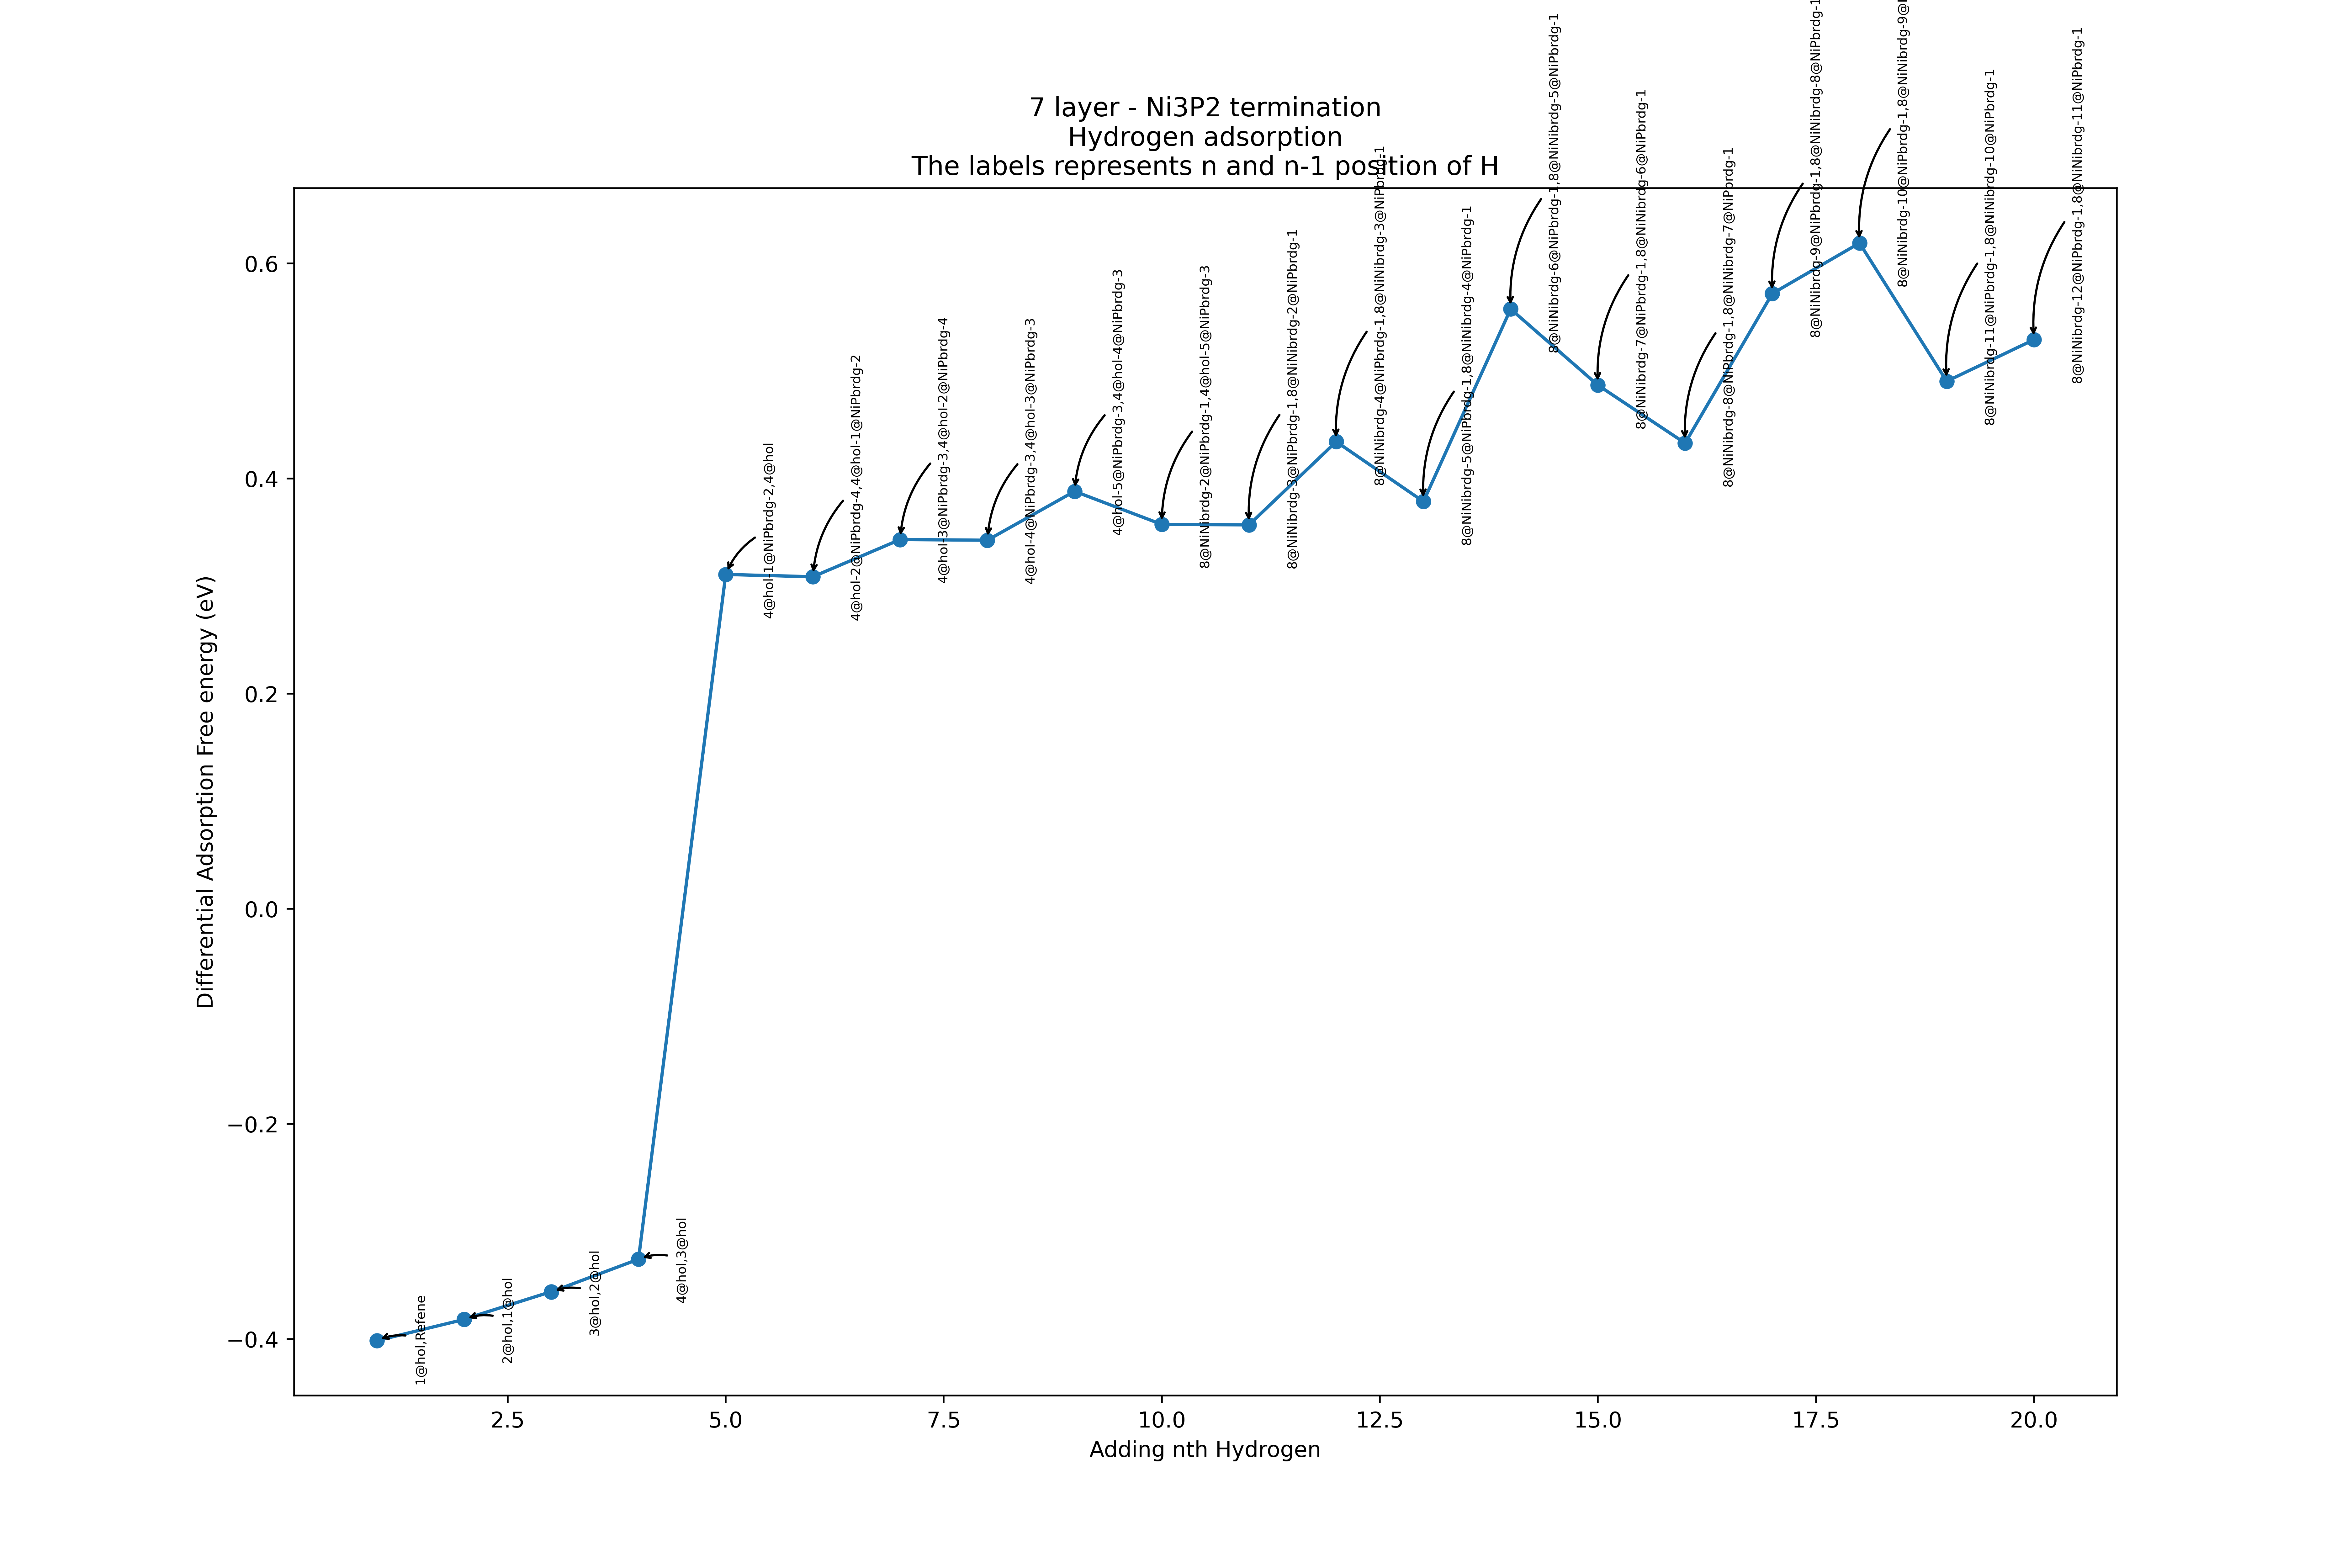 7 layer - Ni3P2 termination
Hydrogen adsorption
The labels represents n and n-1 position of H
Differential Adsorption Free energy (eV)
0.6
0.4
0.2
0.0
−0.2
−0.4
1@hol,Refene
2@hol,1@hol
3@hol,2@hol
4@hol,3@hol
4@hol-1@NiPbrdg-2,4@hol
4@hol-2@NiPbrdg-4,4@hol-1@NiPbrdg-2
4@hol-3@NiPbrdg-3,4@hol-2@NiPbrdg-4
4@hol-4@NiPbrdg-3,4@hol-3@NiPbrdg-3
4@hol-5@NiPbrdg-3,4@hol-4@NiPbrdg-3
8@NiNibrdg-2@NiPbrdg-1,4@hol-5@NiPbrdg-3
8@NiNibrdg-3@NiPbrdg-1,8@NiNibrdg-2@NiPbrdg-1
8@NiNibrdg-4@NiPbrdg-1,8@NiNibrdg-3@NiPbrdg-1
8@NiNibrdg-5@NiPbrdg-1,8@NiNibrdg-4@NiPbrdg-1
8@NiNibrdg-6@NiPbrdg-1,8@NiNibrdg-5@NiPbrdg-1
8@NiNibrdg-7@NiPbrdg-1,8@NiNibrdg-6@NiPbrdg-1
8@NiNibrdg-8@NiPbrdg-1,8@NiNibrdg-7@NiPbrdg-1
8@NiNibrdg-9@NiPbrdg-1,8@NiNibrdg-8@NiPbrdg-1
8@NiNibrdg-10@NiPbrdg-1,8@NiNibrdg-9@
8@NiNibrdg-11@NiPbrdg-1,8@NiNibrdg-10@NiPbrdg-1
8@NiNibrdg-12@NiPbrdg-1,8@NiNibrdg-11@NiPbrdg-1
2.5 5.0 7.5 10.0 12.5 15.0 17.5 20.0
Adding nth Hydrogen